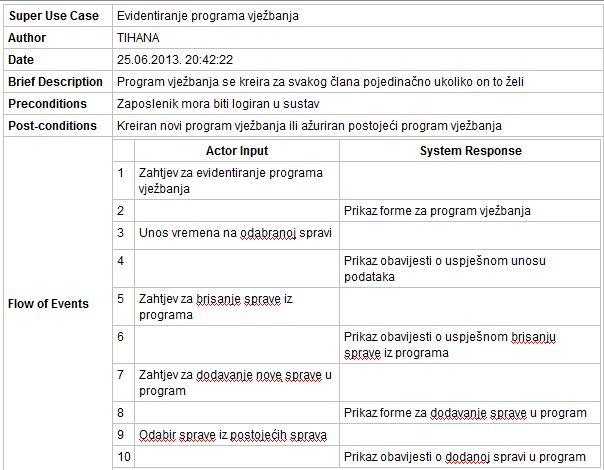 Super Use Case Evidentiranje programa vježbanja
Author TIHANA
Date 25.06.2013. 20:42:22
Brief Description Program vježbanja se kreira za svakog člana pojedinačno ukoliko on to želi
Preconditions Zaposlenik mora biti logiran u sustav
Post-conditions Kreiran novi program vježbanja ili ažuriran postojeći program vježbanja
Flow of Events
Actor Input System Response
1 Zahtjev za evidentiranje programa
vježbanja
2 Prikaz forme za program vježbanja
3 Unos vremena na odabranoj spravi
4 Prikaz obavijesti o uspješnom unosu
podataka
5 Zahtjev za brisanje sprave iz
programa
6 Prikaz obavijesti o uspješnom brisanju
sprave iz programa
7 Zahtjev za dodavanje nove sprave u
program
8 Prikaz forme za dodavanje sprave u program
9 Odabir sprave iz postojećih sprava
10 Prikaz obavijesti o dodanoj spravi u program